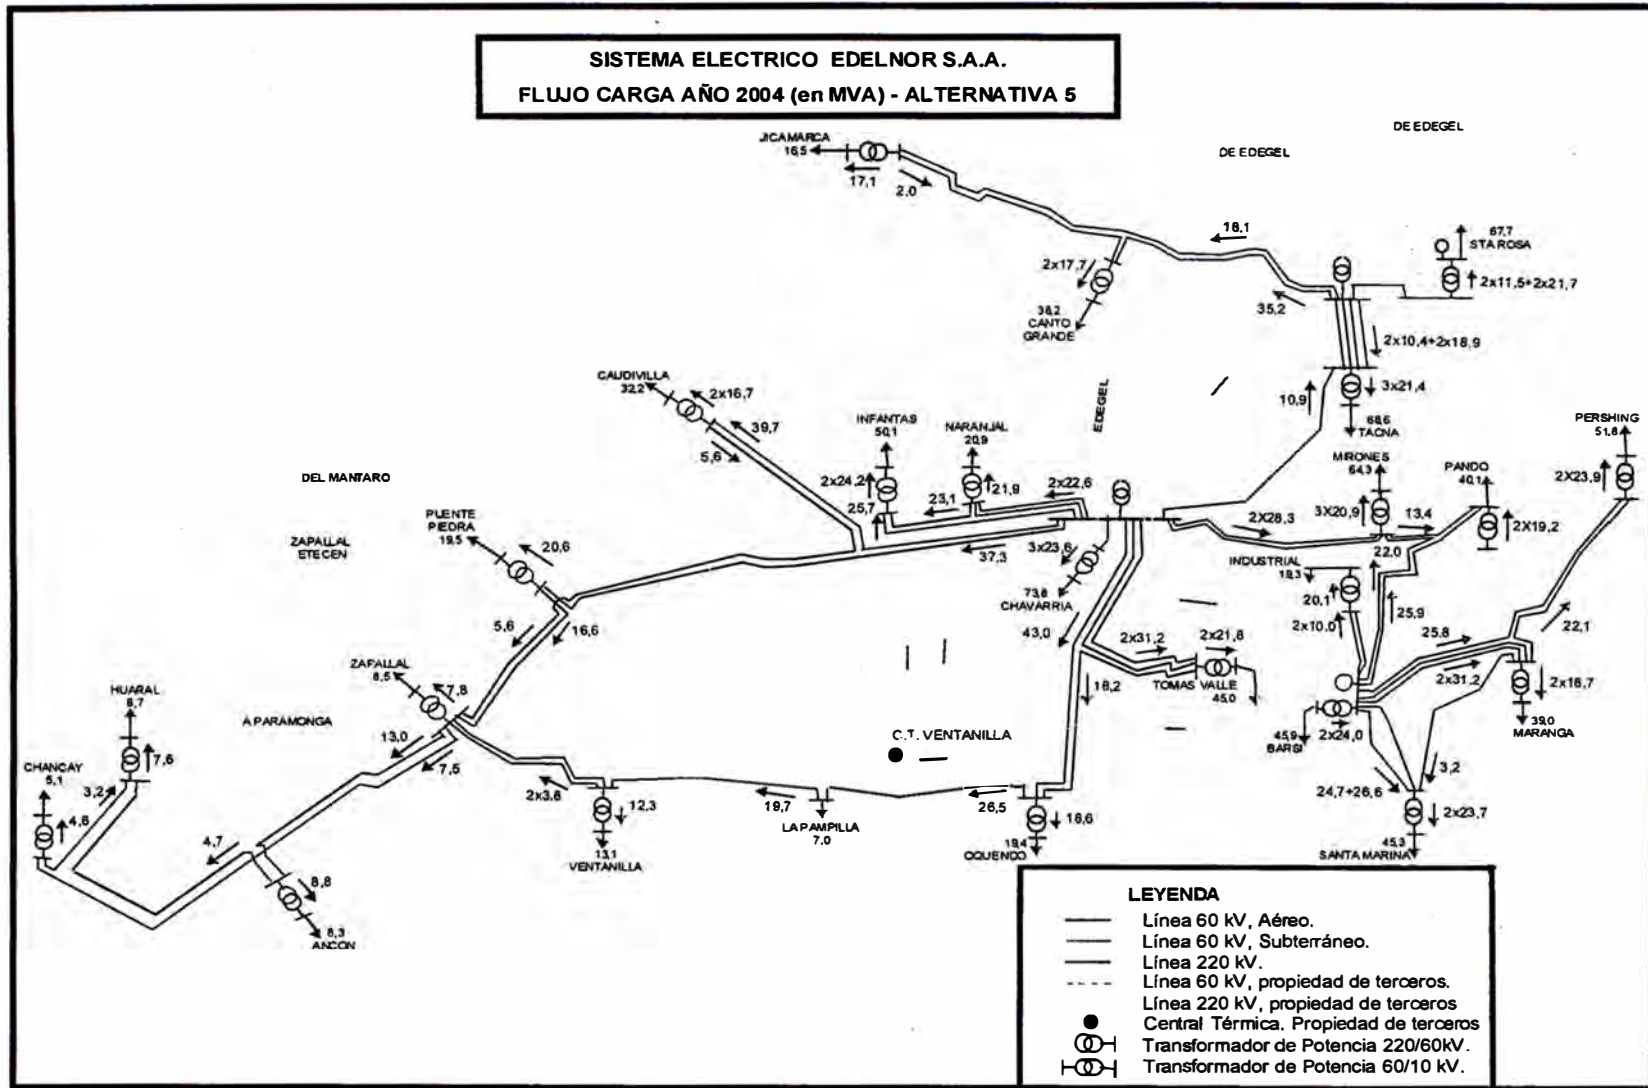 SISTEMA ELECTRICO EDELNOR S.A.A.
FLUJO CARGA AÑO 2004 (en MVA) - ALTERNATIVA 5
DE EDEGEL
DE EDEGEL
JICAMARCA
16,5
17,1
2,0
18,1
67,7
STA ROSA
2x11,5+2x21,7
2x17,7
38,2
CANTO
GRANDE
35,2
2x10,4+2x18,9
3x21,4
68,6
TACNA
10,9
EDEGEL
CAUDIVILLA
32,2
2x16,7
39,7
5,6
INFANTAS
50,1
2x24,2
25,7
NARANJAL
20,9
21,9
23,1
2x22,6
37,3
3x23,6
73,8
CHAVARRIA
2X28,3
MIRONES
64,3
3X20,9
13,4
22,0
PANDO
40,1
2X19,2
PERSHING
51,8
2X23,9
DEL MANTARO
ZAPALLAL
ETECEN
PUENTE
PIEDRA
19,5
20,6
5,6
16,6
INDUSTRIAL
19,3
20,1
2x10,0
25,9
25,8
22,1
2x31,2
2x16,7
39,0
MARANGA
43,0
2x31,2
2x21,8
TOMAS VALLE
45,0
18,2
45,9
BARSI
2x24,0
24,7+26,6
3,2
2x23,7
45,3
SANTA MARINA
C.T. VENTANILLA
ZAPALLAL
8,5
7,8
13,0
7,5
A PARAMONGA
HUARAL
8,7
7,6
CHANCAY
5,1
4,6
3,2
4,7
8,8
8,3
ANCON
2x3,8
12,3
13,1
VENTANILLA
19,7
LA PAMPILLA
7,0
26,5
18,6
19,4
OQUENDO
LEYENDA
Línea 60 kV, Aéreo.
Línea 60 kV, Subterráneo.
Línea 220 kV.
Línea 60 kV, propiedad de terceros.
Línea 220 kV, propiedad de terceros
Central Térmica. Propiedad de terceros
Transformador de Potencia 220/60kV.
Transformador de Potencia 60/10 kV.